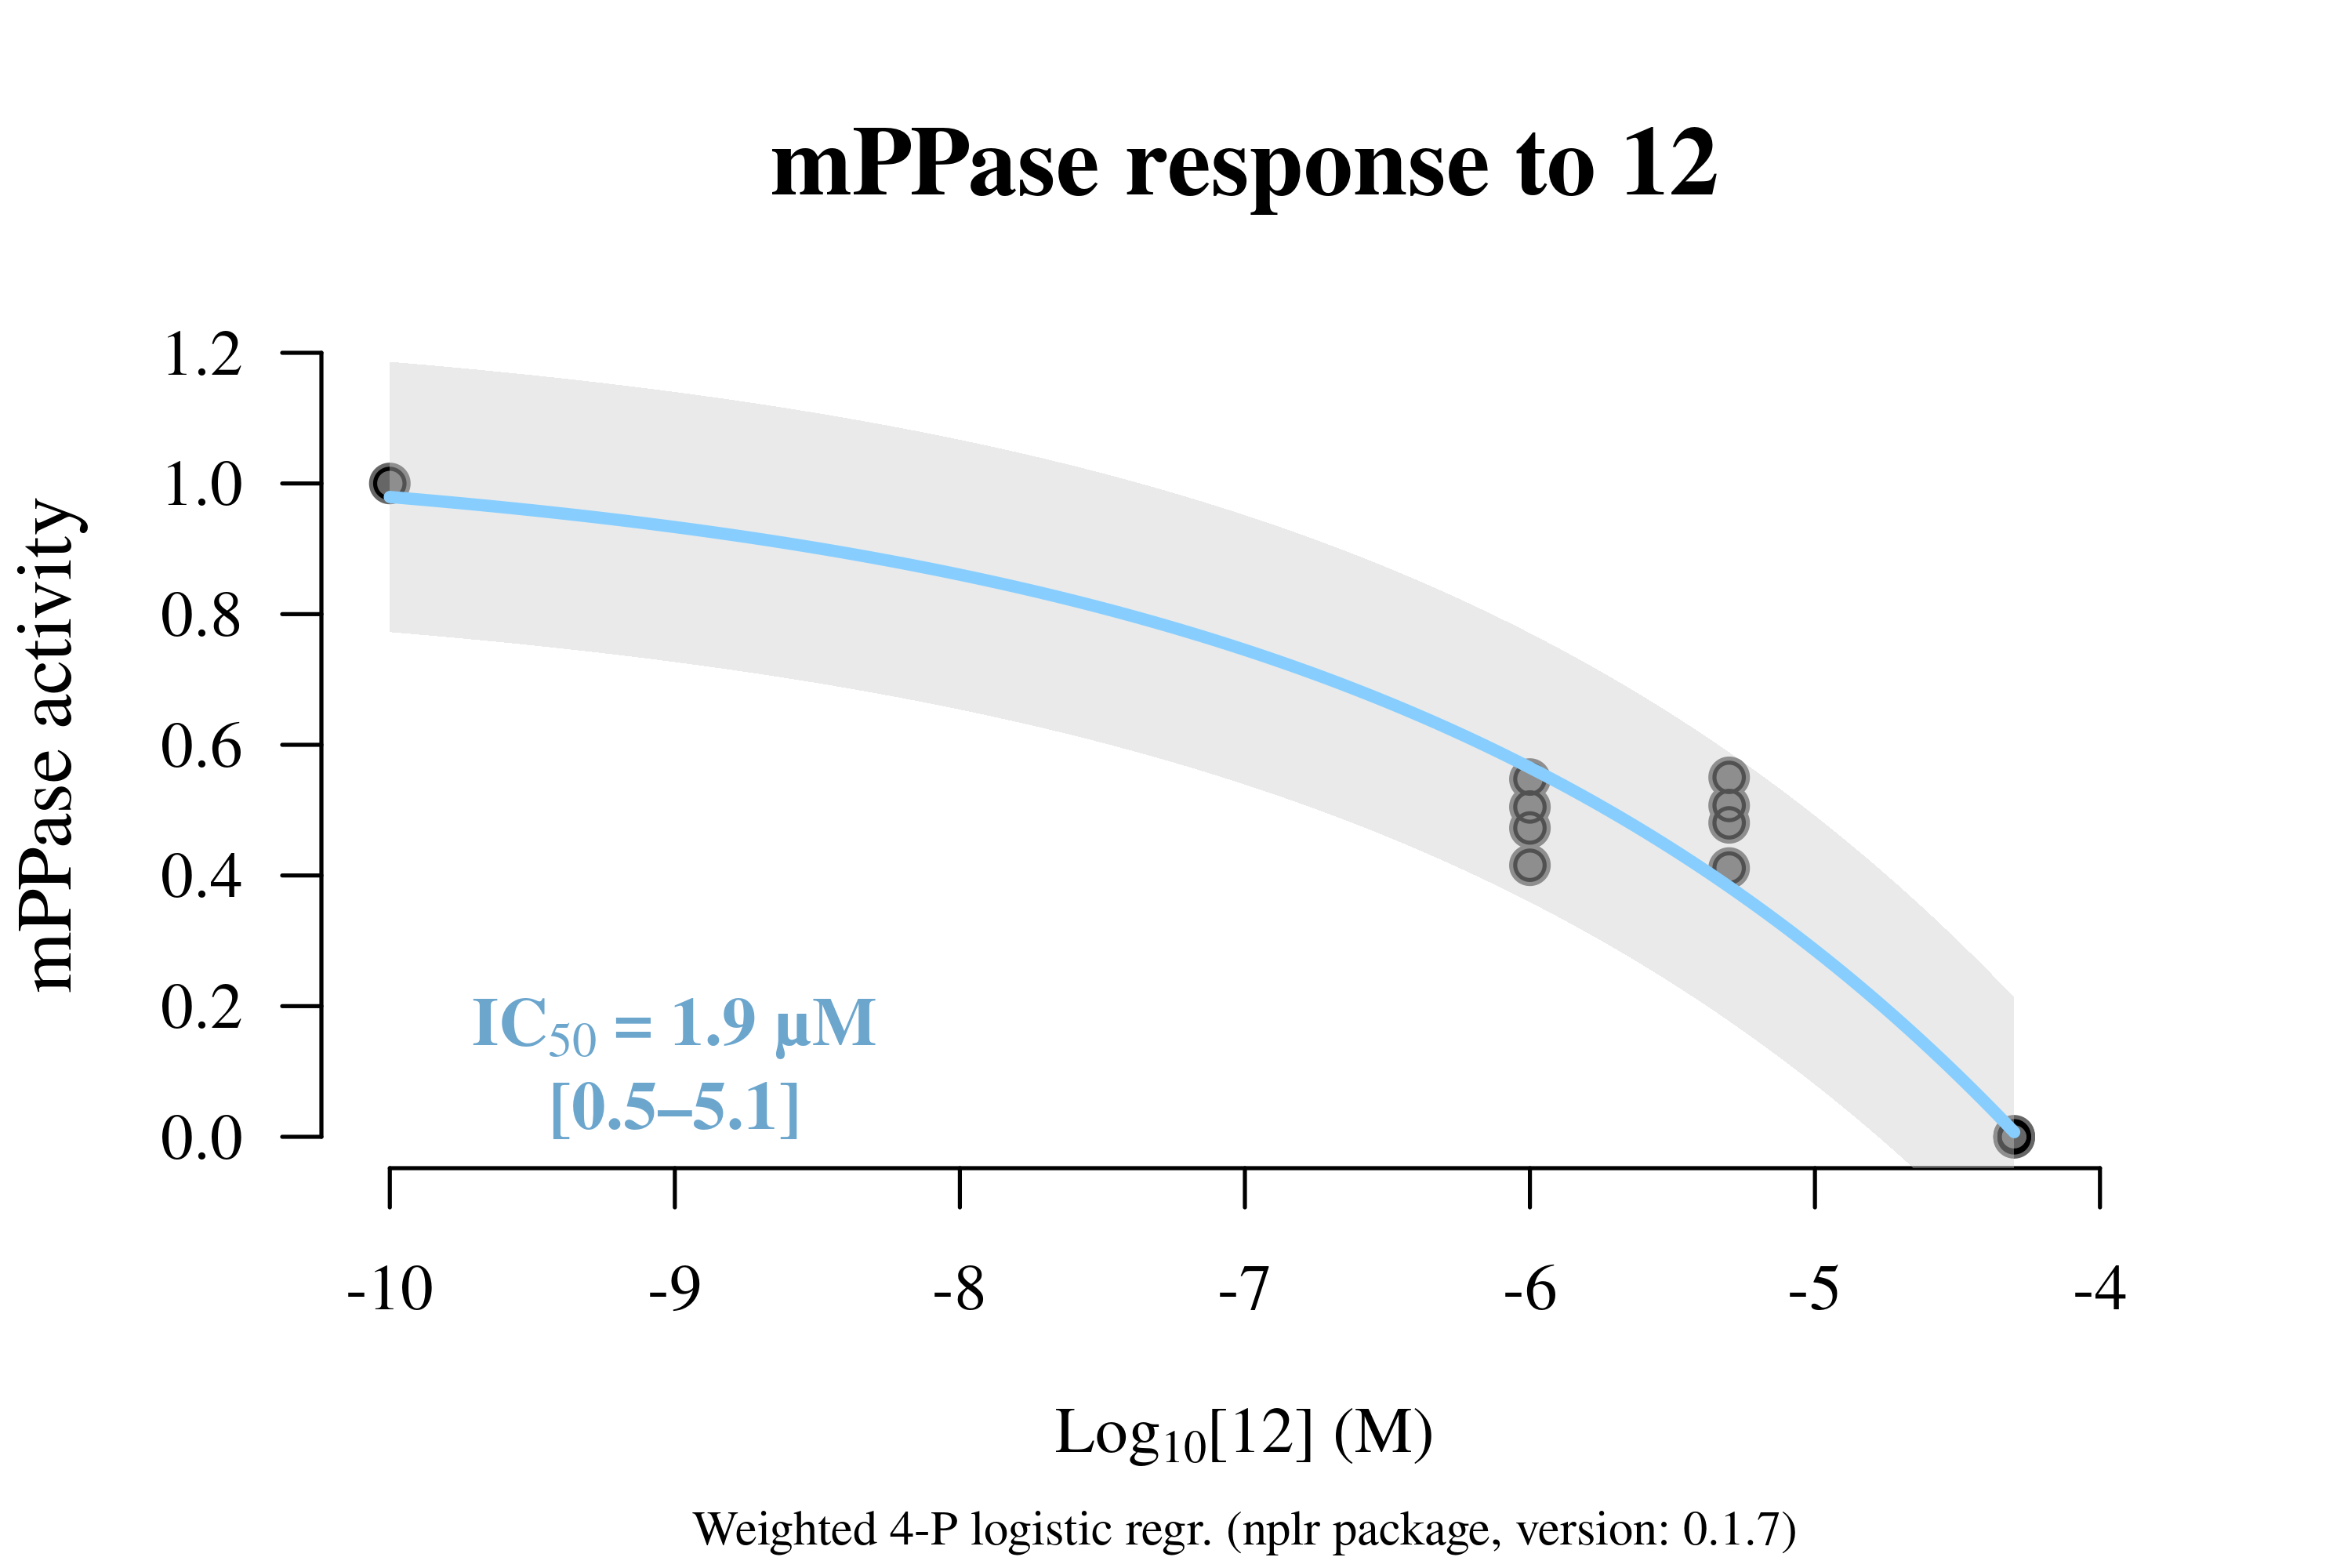 mPPase response to 12
mPPase activity
1.2
1.0
0.8
0.6
0.4
0.2
0.0
IC50 = 1.9 µM
[0.5–5.1]
-10 -9 -8 -7 -6 -5 -4
Log10[12] (M)
Weighted 4-P logistic regr. (nplr package, version: 0.1.7)